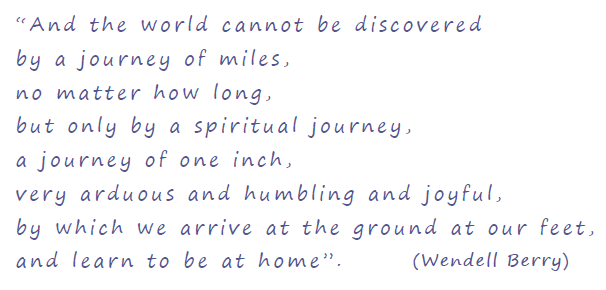 “And the world cannot be discovered
by a journey of miles,
no matter how long,
but only by a spiritual journey,
a journey of one inch,
very arduous and humbling and joyful,
by which we arrive at the ground at our feet,
and learn to be at home”. (Wendell Berry)